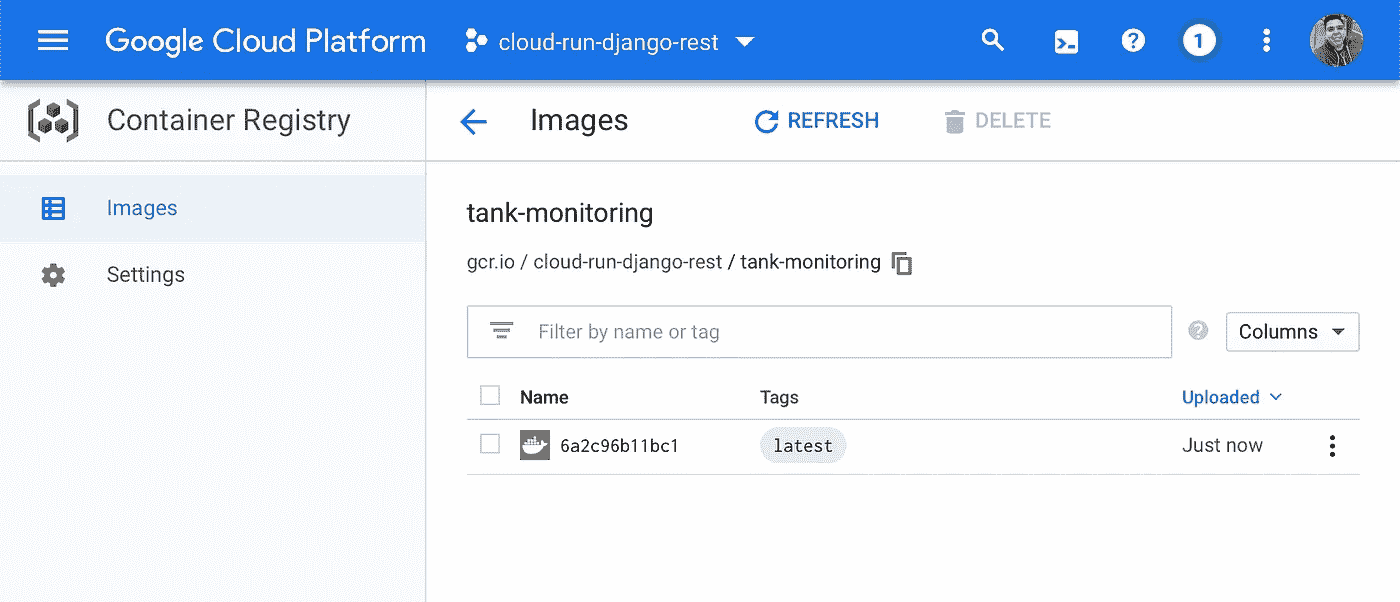 Google Cloud Platform cloud-run-django-rest 1
Container Registry
Images REFRESH DELETE
Images
Settings
tank-monitoring
gcr.io / cloud-run-django-rest / tank-monitoring
Filter by name or tag Columns
Name Tags Uploaded
6a2c96b11bc1 latest Just now